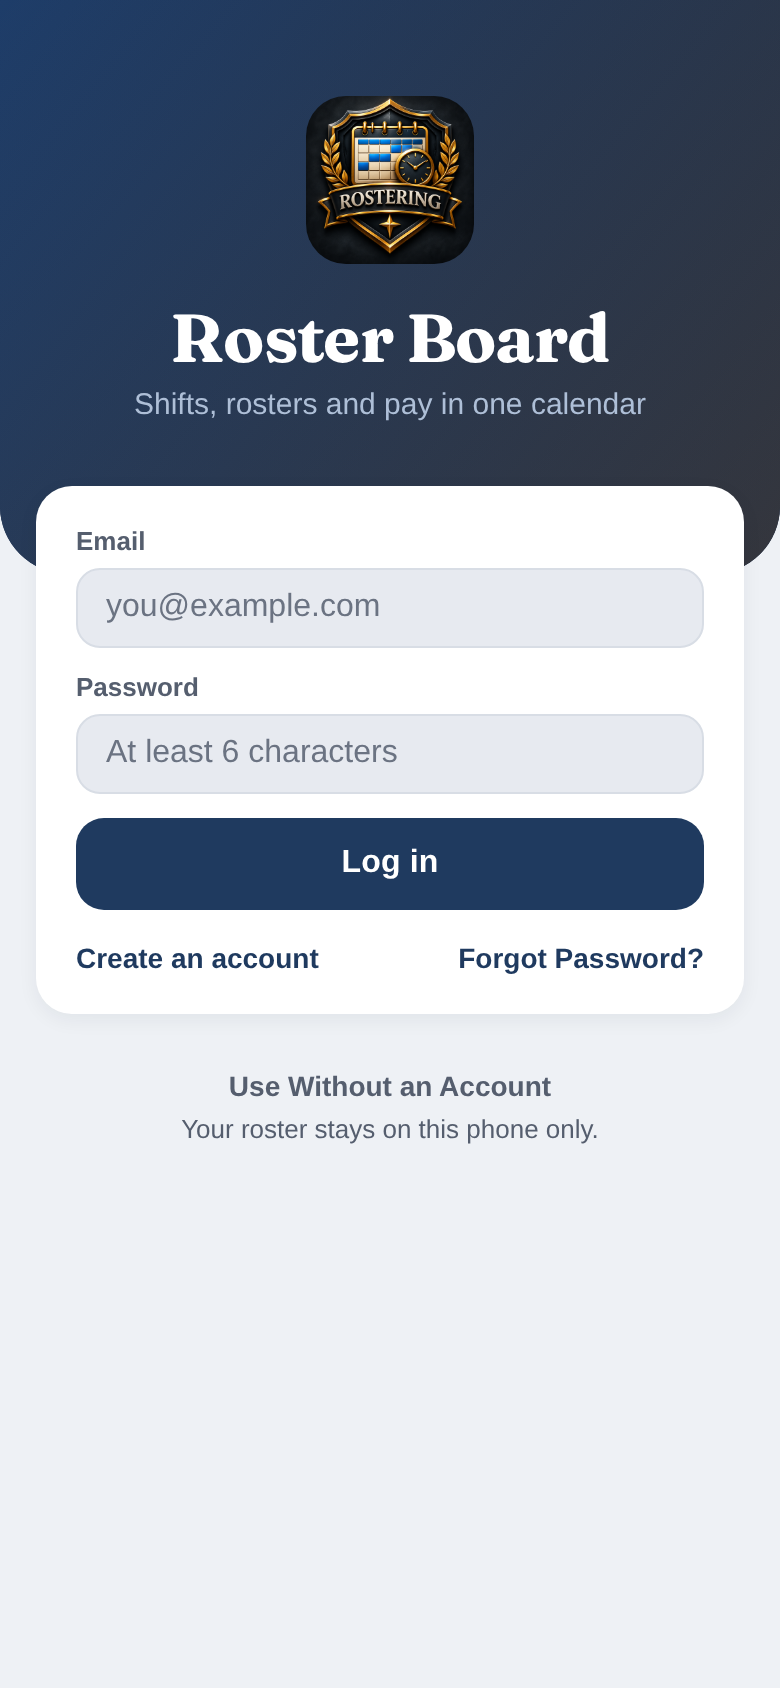 ROSTERING
Roster Board
Shifts, rosters and pay in one calendar
Email
you@example.com
Password
At least 6 characters
Log in
Create an account
Forgot Password?
Use Without an Account
Your roster stays on this phone only.